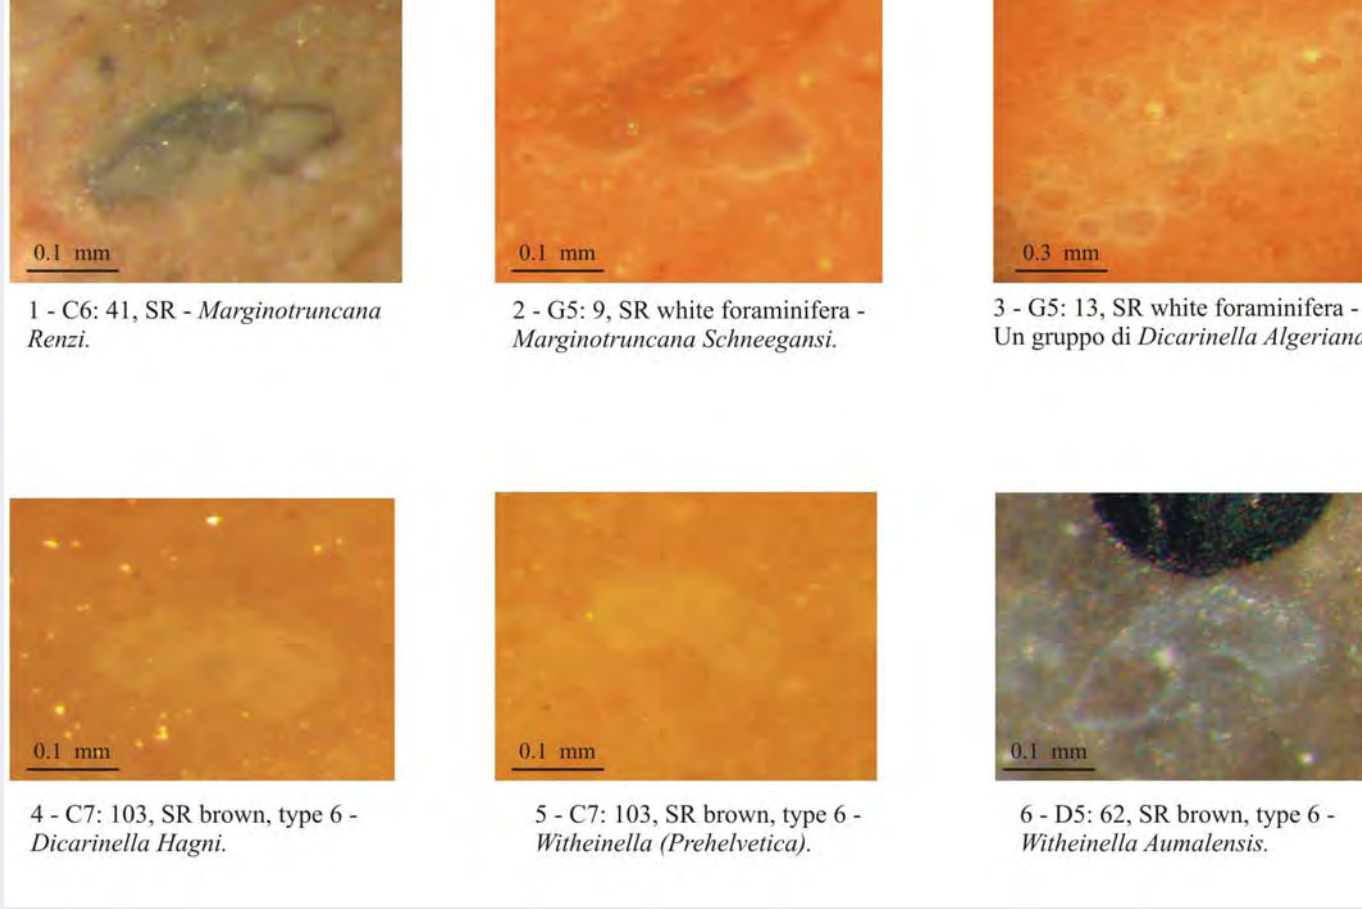 0.1 mm
0.1 mm
0.3 mm
1 - C6: 41, SR - Marginotruncana
Renzi.
2 - G5: 9, SR white foraminifera -
Marginotruncana Schneegansi.
3 - G5: 13, SR white foraminifera -
Un gruppo di Dicarinella Algeriana
0.1 mm
0.1 mm
0.1 mm
4 - C7: 103, SR brown, type 6 -
Dicarinella Hagni.
5 - C7: 103, SR brown, type 6 -
Witheinella (Prehelvetica).
6 - D5: 62, SR brown, type 6 -
Witheinella Aumalensis.